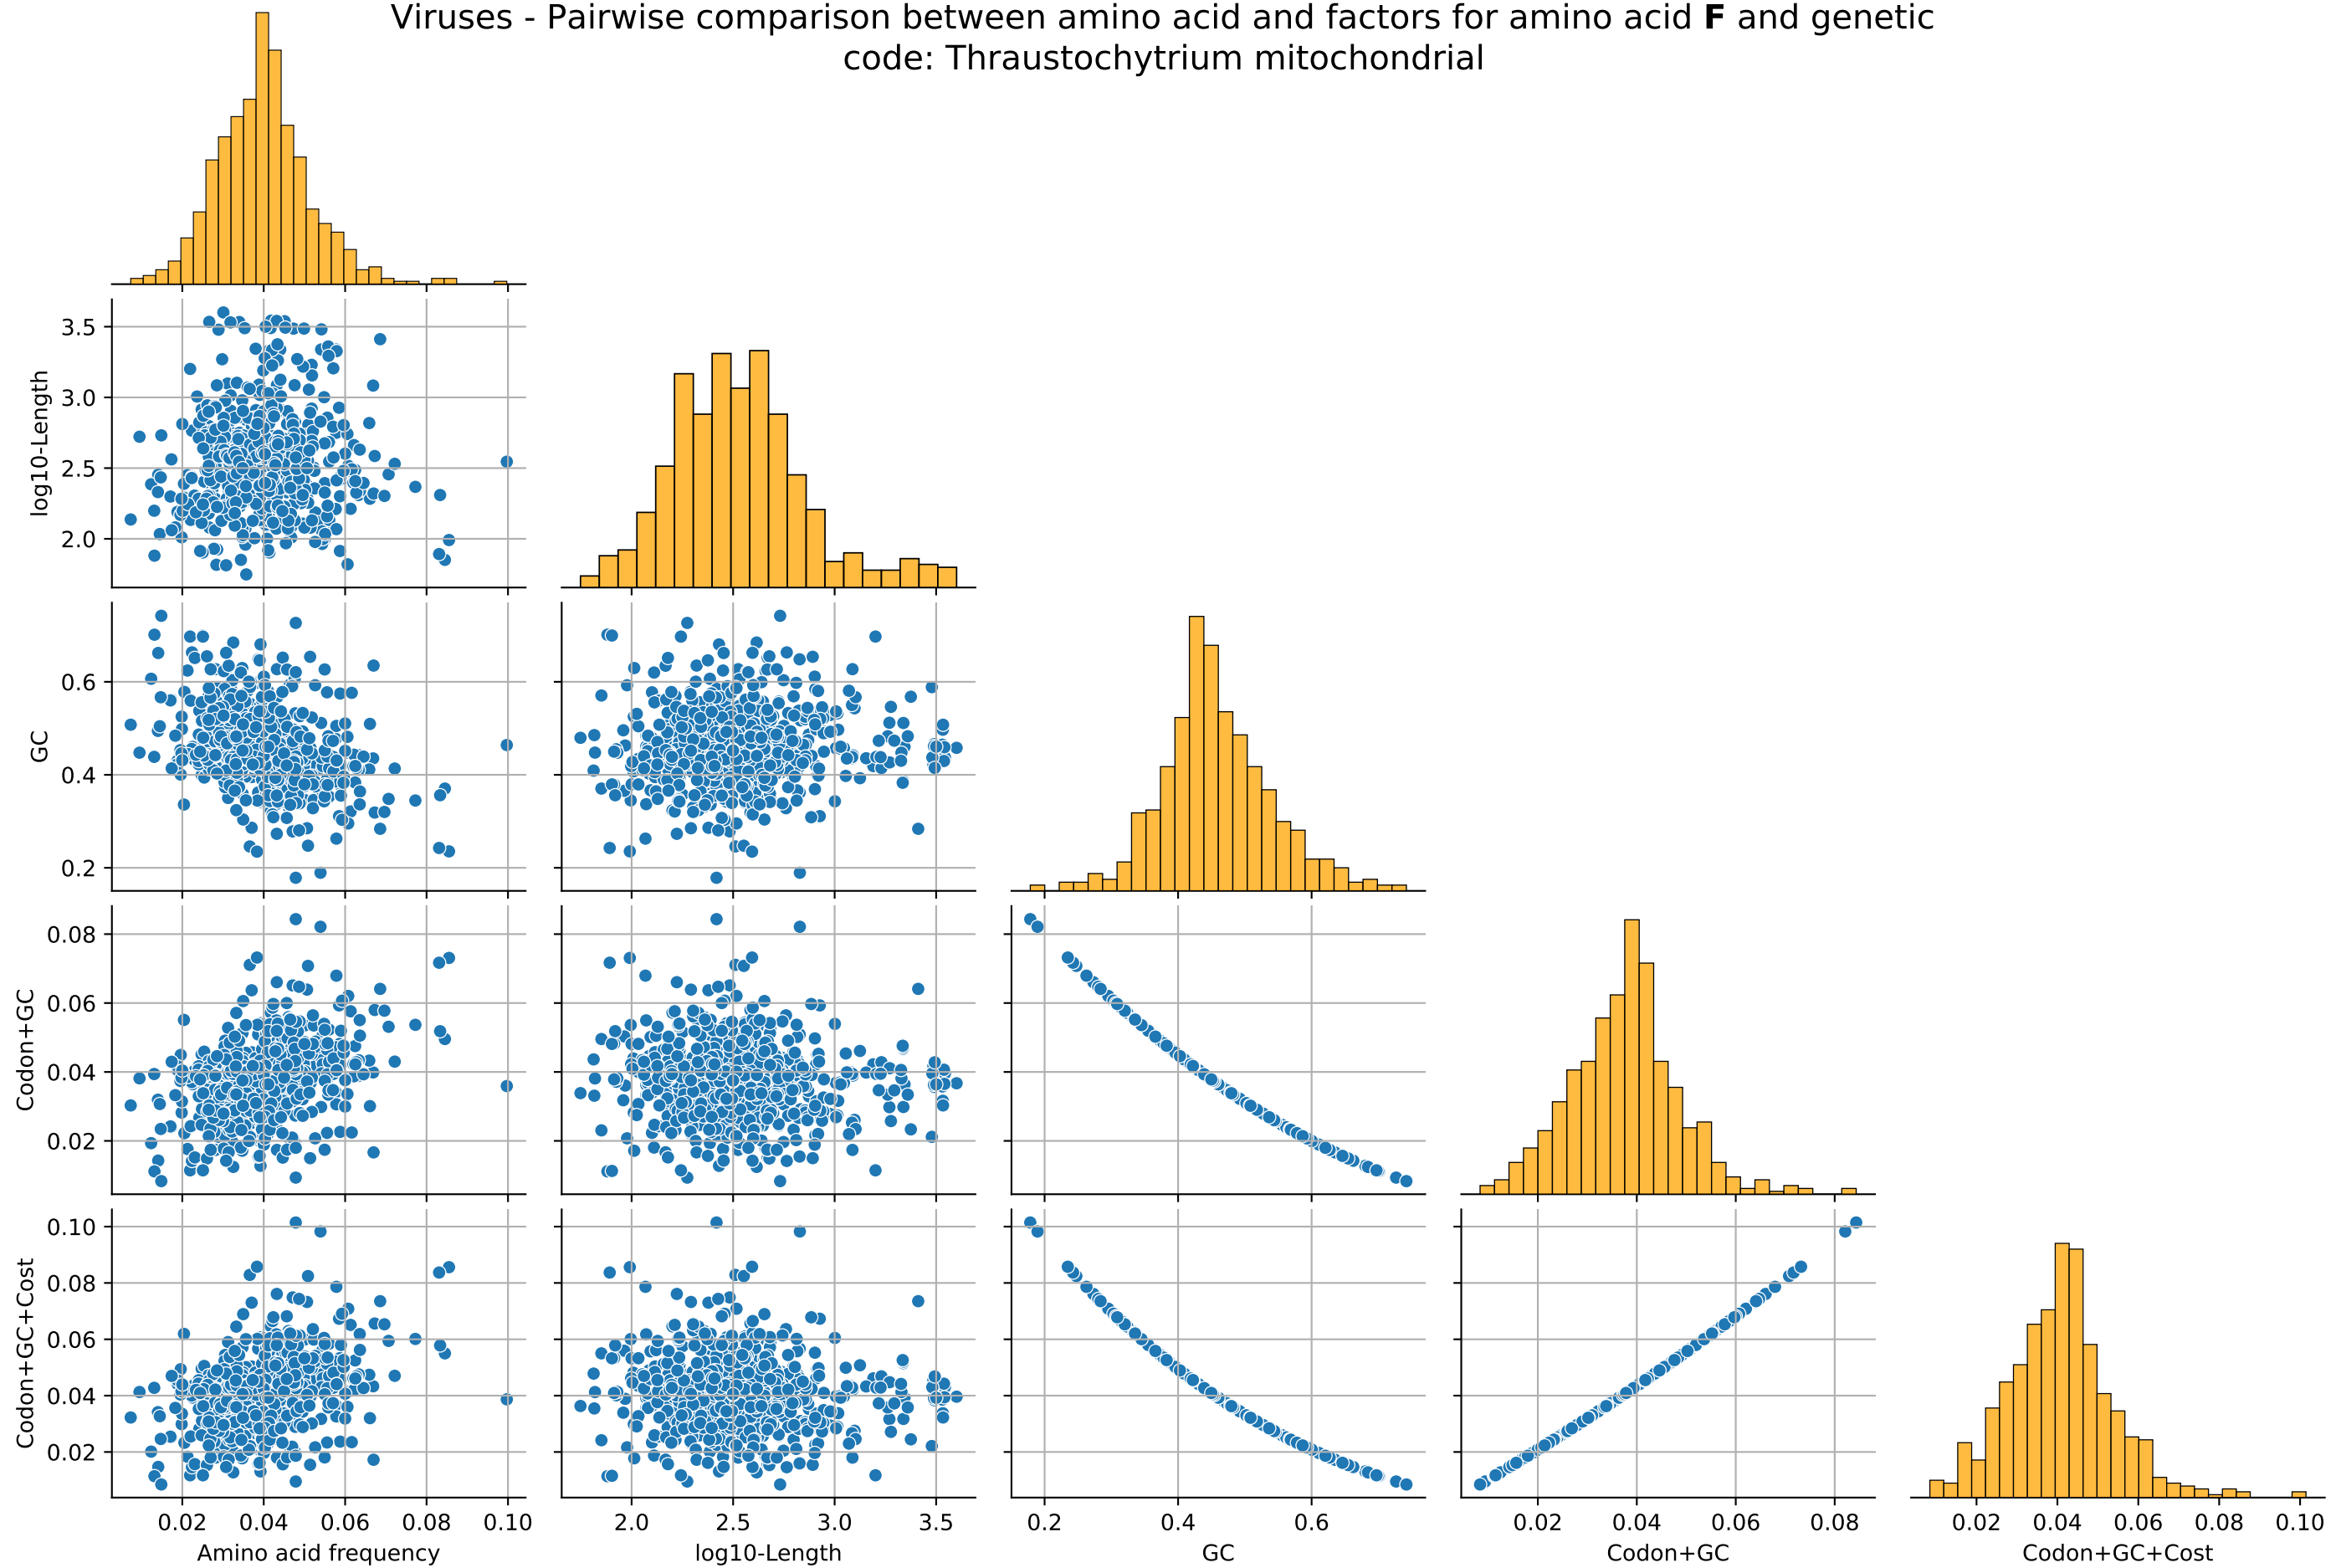 Viruses - Pairwise comparison between amino acid and factors for amino acid F and genetic
code: Thraustochytrium mitochondrial
log10-Length
3.5
3.0
2.5
2.0
GC
0.6
0.4
0.2
Codon+GC
0.08
0.06
0.04
0.02
Codon+GC+Cost
0.10
0.08
0.06
0.04
0.02
0.02 0.04 0.06 0.08 0.10
2.0 2.5 3.0 3.5
0.2 0.4 0.6
0.02 0.04 0.06 0.08
0.02 0.04 0.06 0.08 0.10
Amino acid frequency
log10-Length
GC
Codon+GC
Codon+GC+Cost